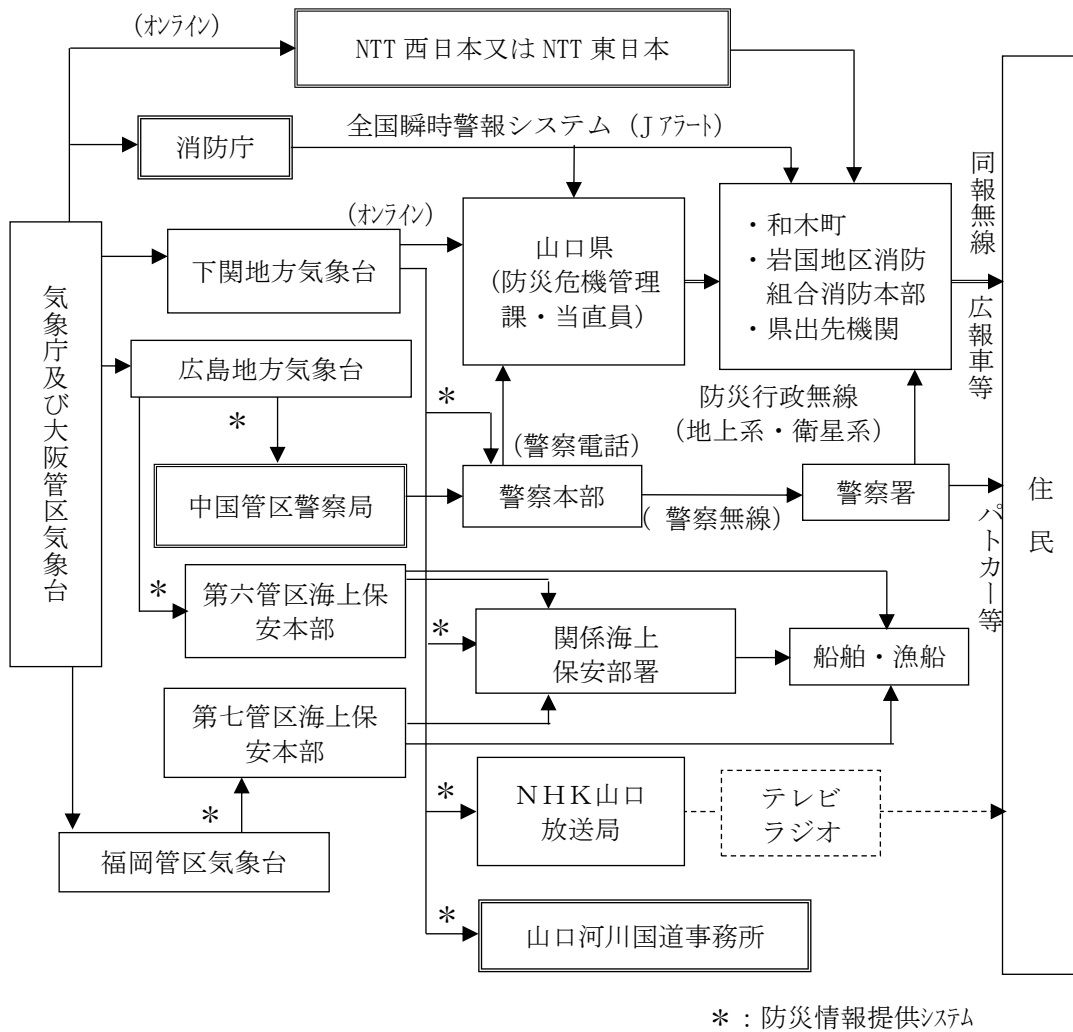 (オンライン)
NTT 西日本又は NTT 東日本
消防庁
全国瞬時警報システム (Jアラート)
(オンライン)
下関地方気象台
山口県
(防災危機管理
課・当直員)
・和木町
・岩国地区消防
組合消防本部
・県出先機関
同報無線
広報車等
気象庁及び大阪管区気象台
広島地方気象台
*
*
防災行政無線
(地上系・衛星系)
(警察電話)
中国管区警察局
警察本部
(警察無線)
警察署
パトカー等
住民
*
第六管区海上保
安本部
*
関係海上
保安部署
船舶・漁船
第七管区海上保
安本部
*
福岡管区気象台
*
NHK山口
放送局
テレビ
ラジオ
*
山口河川国道事務所
*:防災情報提供システム